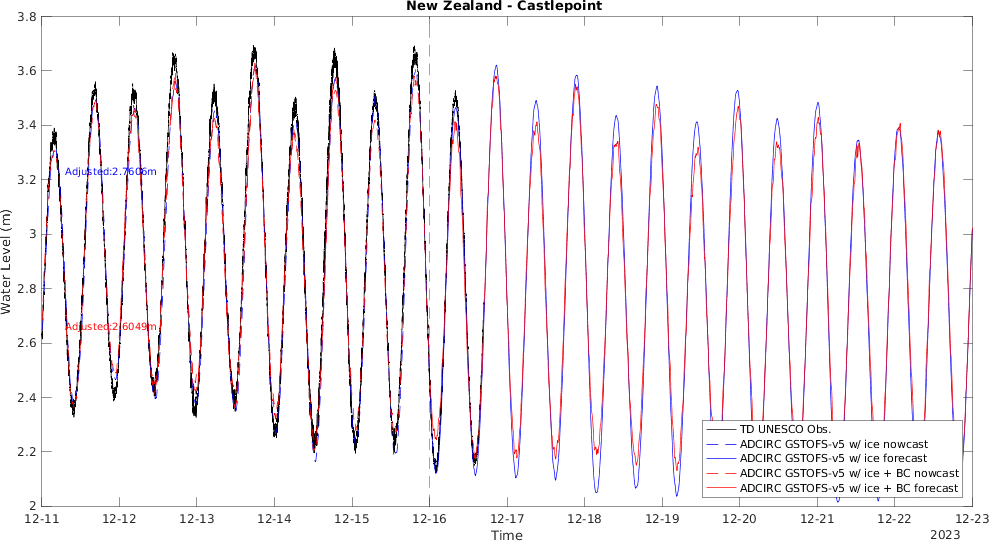 New Zealand - Castlepoint
3.8
3.6
3.4
3.2
3
2.8
2.6
2.4
2.2
2
Water Level (m)
Adjusted:2.7606m
Adjusted:2.6049m
TD UNESCO Obs.
ADCIRC GSTOFS-v5 w/ ice nowcast
ADCIRC GSTOFS-v5 w/ ice forecast
ADCIRC GSTOFS-v5 w/ ice + BC nowcast
ADCIRC GSTOFS-v5 w/ ice + BC forecast
12-11 12-12 12-13 12-14 12-15 12-16 12-17 12-18 12-19 12-20 12-21 12-22 12-23
Time
2023